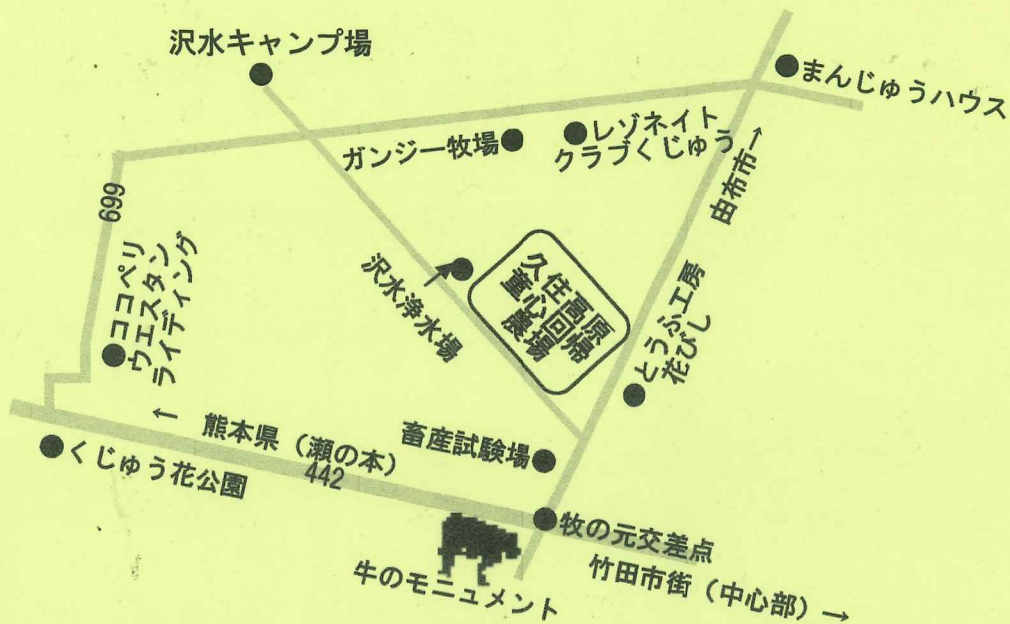 沢水キャンプ場
まんじゅうハウス
ガンジー牧場
レゾネイト
クラブくじゅう
由布市→
699
ココペリ
ウエスタン
ライディング
沢水浄水場
久住高原
童心回帰
農場
とうふ工房
花びし
←
熊本県（瀬の本）
442
畜産試験場
くじゅう花公園
牧の元交差点
牛のモニュメント
竹田市街（中心部）→